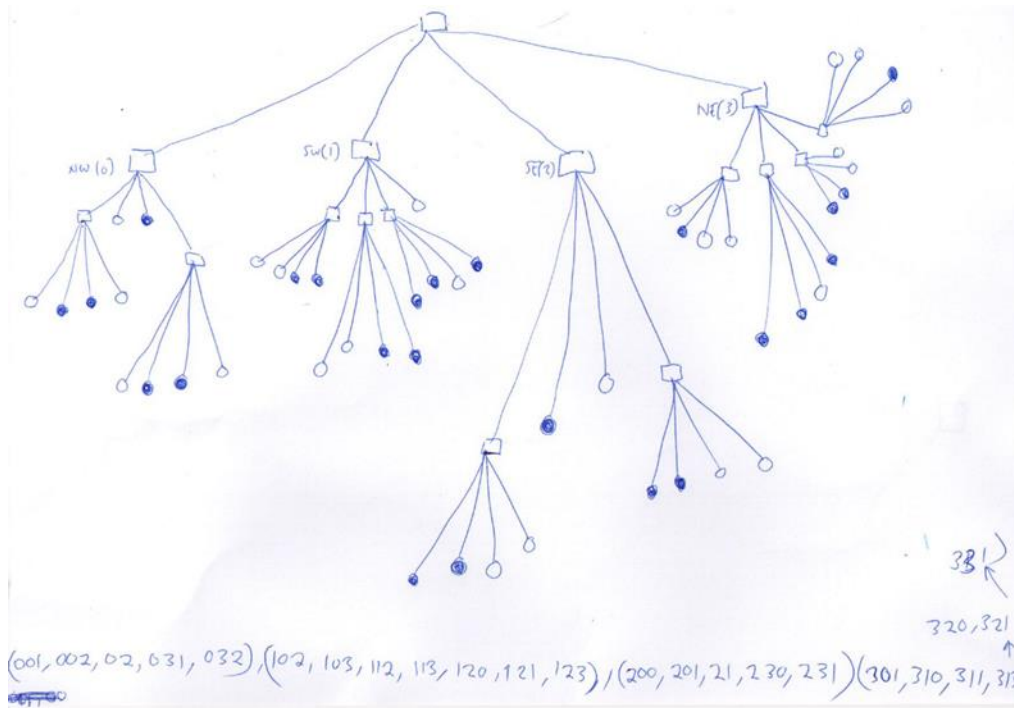 NE(3)
NW(0)
SW(1)
SE(2)
331)
320,321
(001, 002, 02, 031, 032), (102, 103, 112, 113, 120, 121, 123), (200, 201, 21, 230, 231) (301, 310, 311, 313